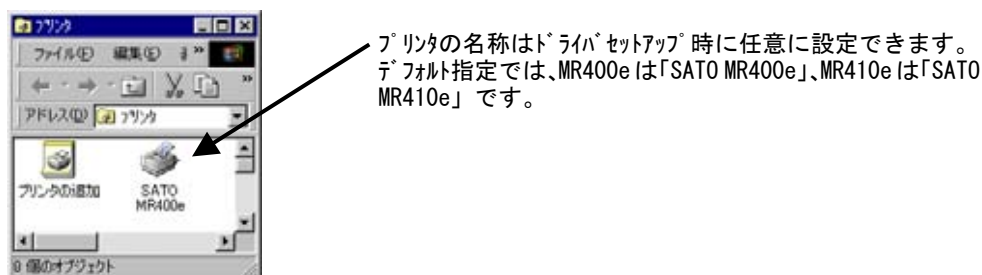 プリンタ
ファイル(F) 編集(E) ま »
»
アドレス(D) プリンタ
プリンタの追加
SATO
MR400e
9 個のオブジェクト
ﾌﾟﾘﾝﾀの名称はﾄﾞﾗｲﾊﾞｾｯﾄｱｯﾌﾟ時に任意に設定できます。
ﾃﾞﾌｫﾙﾄ指定では、MR400eは「SATO MR400e」、MR410eは「SATO
MR410e」です。